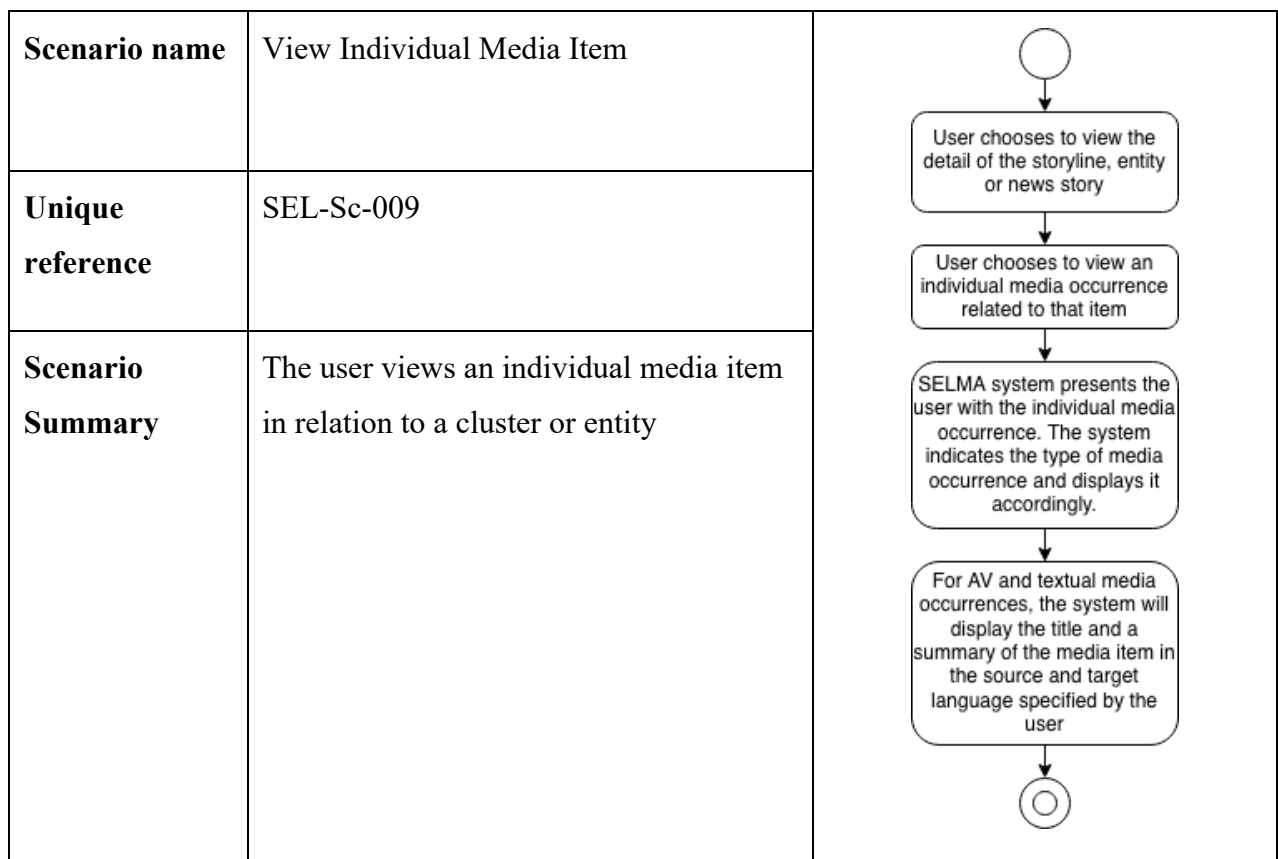 Scenario name
View Individual Media Item
Unique
reference
SEL-Sc-009
Scenario
Summary
The user views an individual media item
in relation to a cluster or entity
User chooses to view the
detail of the storyline, entity
or news story
User chooses to view an
individual media occurrence
related to that item
SELMA system presents the
user with the individual media
occurrence. The system
indicates the type of media
occurrence and displays it
accordingly.
For AV and textual media
occurrences, the system will
display the title and a
summary of the media item in
the source and target
language specified by the
user